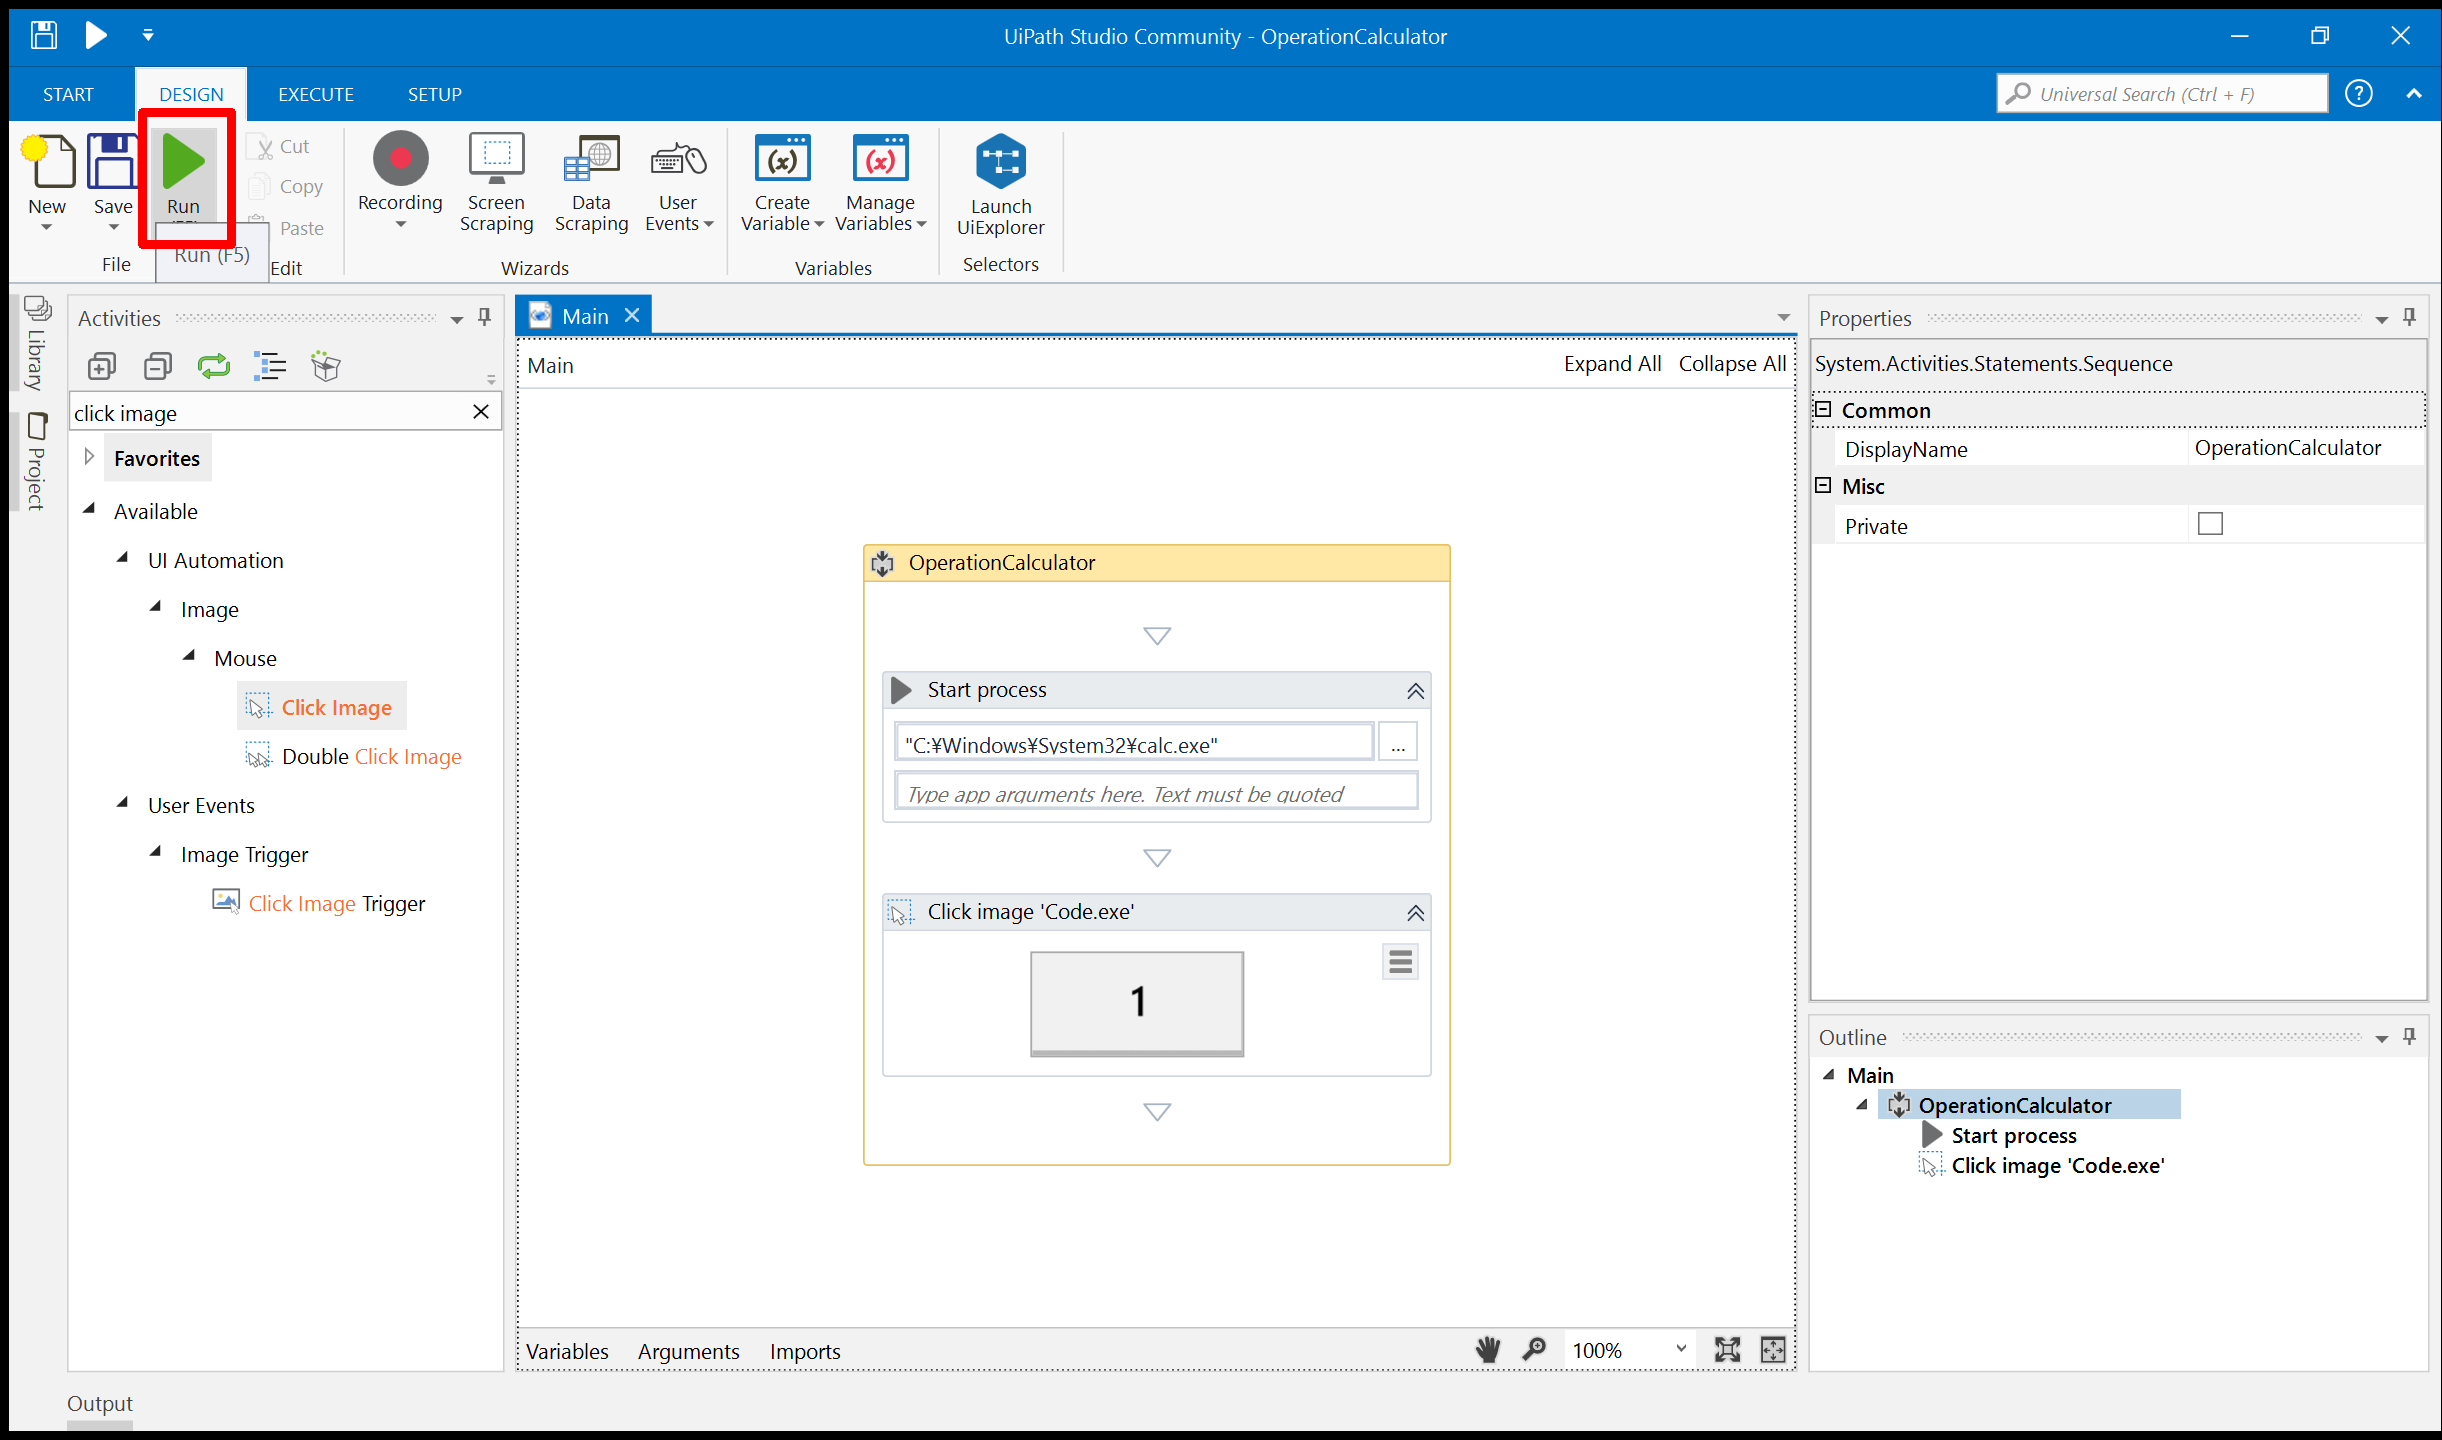 UiPath Studio Community - OperationCalculator
START DESIGN EXECUTE SETUP
Universal Search (Ctrl + F)
New
Save
Run
Cut
Copy
Paste
Recording
Screen Scraping
Data Scraping
User Events
Create Variable
Manage Variables
Launch UiExplorer
File
Run (F5)
Edit
Wizards
Variables
Selectors
Library
Project
Activities
click image
Favorites
Available
UI Automation
Image
Mouse
Click Image
Double Click Image
User Events
Image Trigger
Click Image Trigger
Main
Main
Expand All Collapse All
OperationCalculator
Start process
"C:¥Windows¥System32¥calc.exe"
...
Type app arguments here. Text must be quoted
Click image 'Code.exe'
1
Variables Arguments Imports
100%
Properties
System.Activities.Statements.Sequence
Common
DisplayName OperationCalculator
Misc
Private
Outline
Main
OperationCalculator
Start process
Click image 'Code.exe'
Output